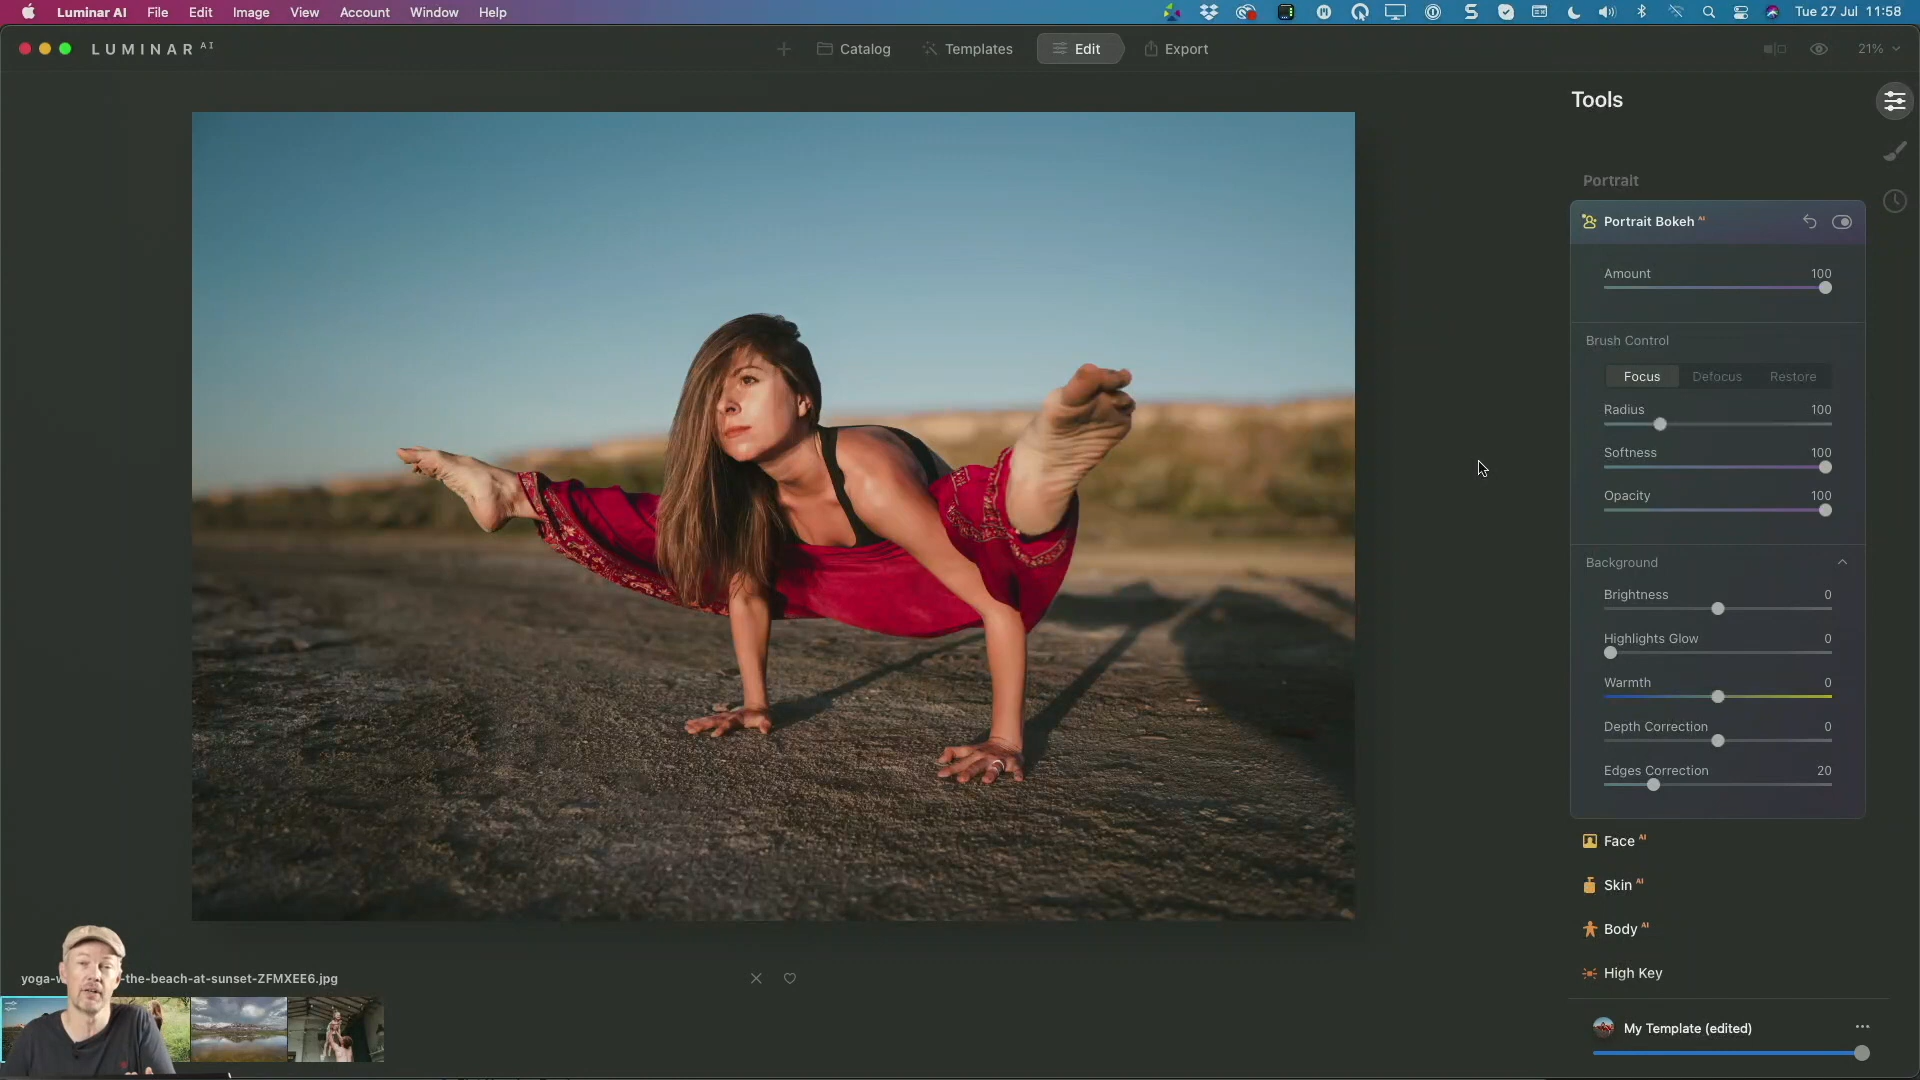 Luminar AI File Edit Image View Account Window Help Tue 27 Jul 11:58
LUMINAR AI Catalog Templates Edit Export 21%
Tools
Portrait
Portrait Bokeh AI
Amount 100
Brush Control
Focus Defocus Restore
Radius 100
Softness 100
Opacity 100
Background
Brightness 0
Highlights Glow 0
Warmth 0
Depth Correction 0
Edges Correction 20
Face AI
Skin AI
Body AI
High Key
yoga-w -the-beach-at-sunset-ZFMXEE6.jpg
My Template (edited)